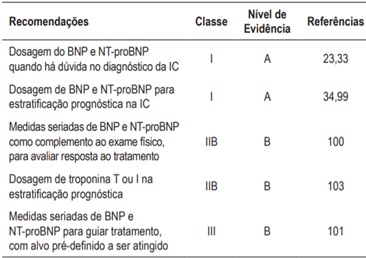 Recomendações Classe Nível de Evidência Referências
Dosagem do BNP e NT-proBNP
quando há dúvida no diagnóstico da IC I A 23,33
Dosagem de BNP e NT-proBNP para
estratificação prognóstica na IC I A 34,99
Medidas seriadas de BNP e NT-proBNP
como complemento ao exame físico, IIB B 100
para avaliar resposta ao tratamento
Dosagem de troponina T ou I na
estratificação prognóstica IIB B 103
Medidas seriadas de BNP e
NT-proBNP para guiar tratamento, III B 101
com alvo pré-definido a ser atingido